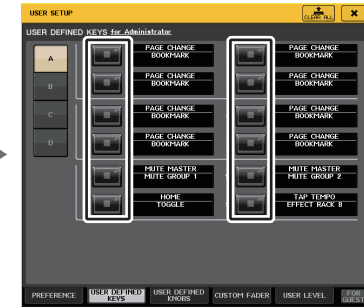 USER SETUP
CLEAR ALL
USER DEFINED KEYS for Administrator
A
B
C
D
PAGE CHANGE
BOOKMARK
PAGE CHANGE
BOOKMARK
PAGE CHANGE
BOOKMARK
PAGE CHANGE
BOOKMARK
PAGE CHANGE
BOOKMARK
PAGE CHANGE
BOOKMARK
PAGE CHANGE
BOOKMARK
PAGE CHANGE
BOOKMARK
MUTE MASTER
MUTE GROUP 1
MUTE MASTER
MUTE GROUP 2
HOME
TOGGLE
TAP TEMPO
EFFECT RACK 8
PREFERENCE
USER DEFINED
KEYS
USER DEFINED
KNOBS
CUSTOM FADER
USER LEVEL
FOR
GUEST